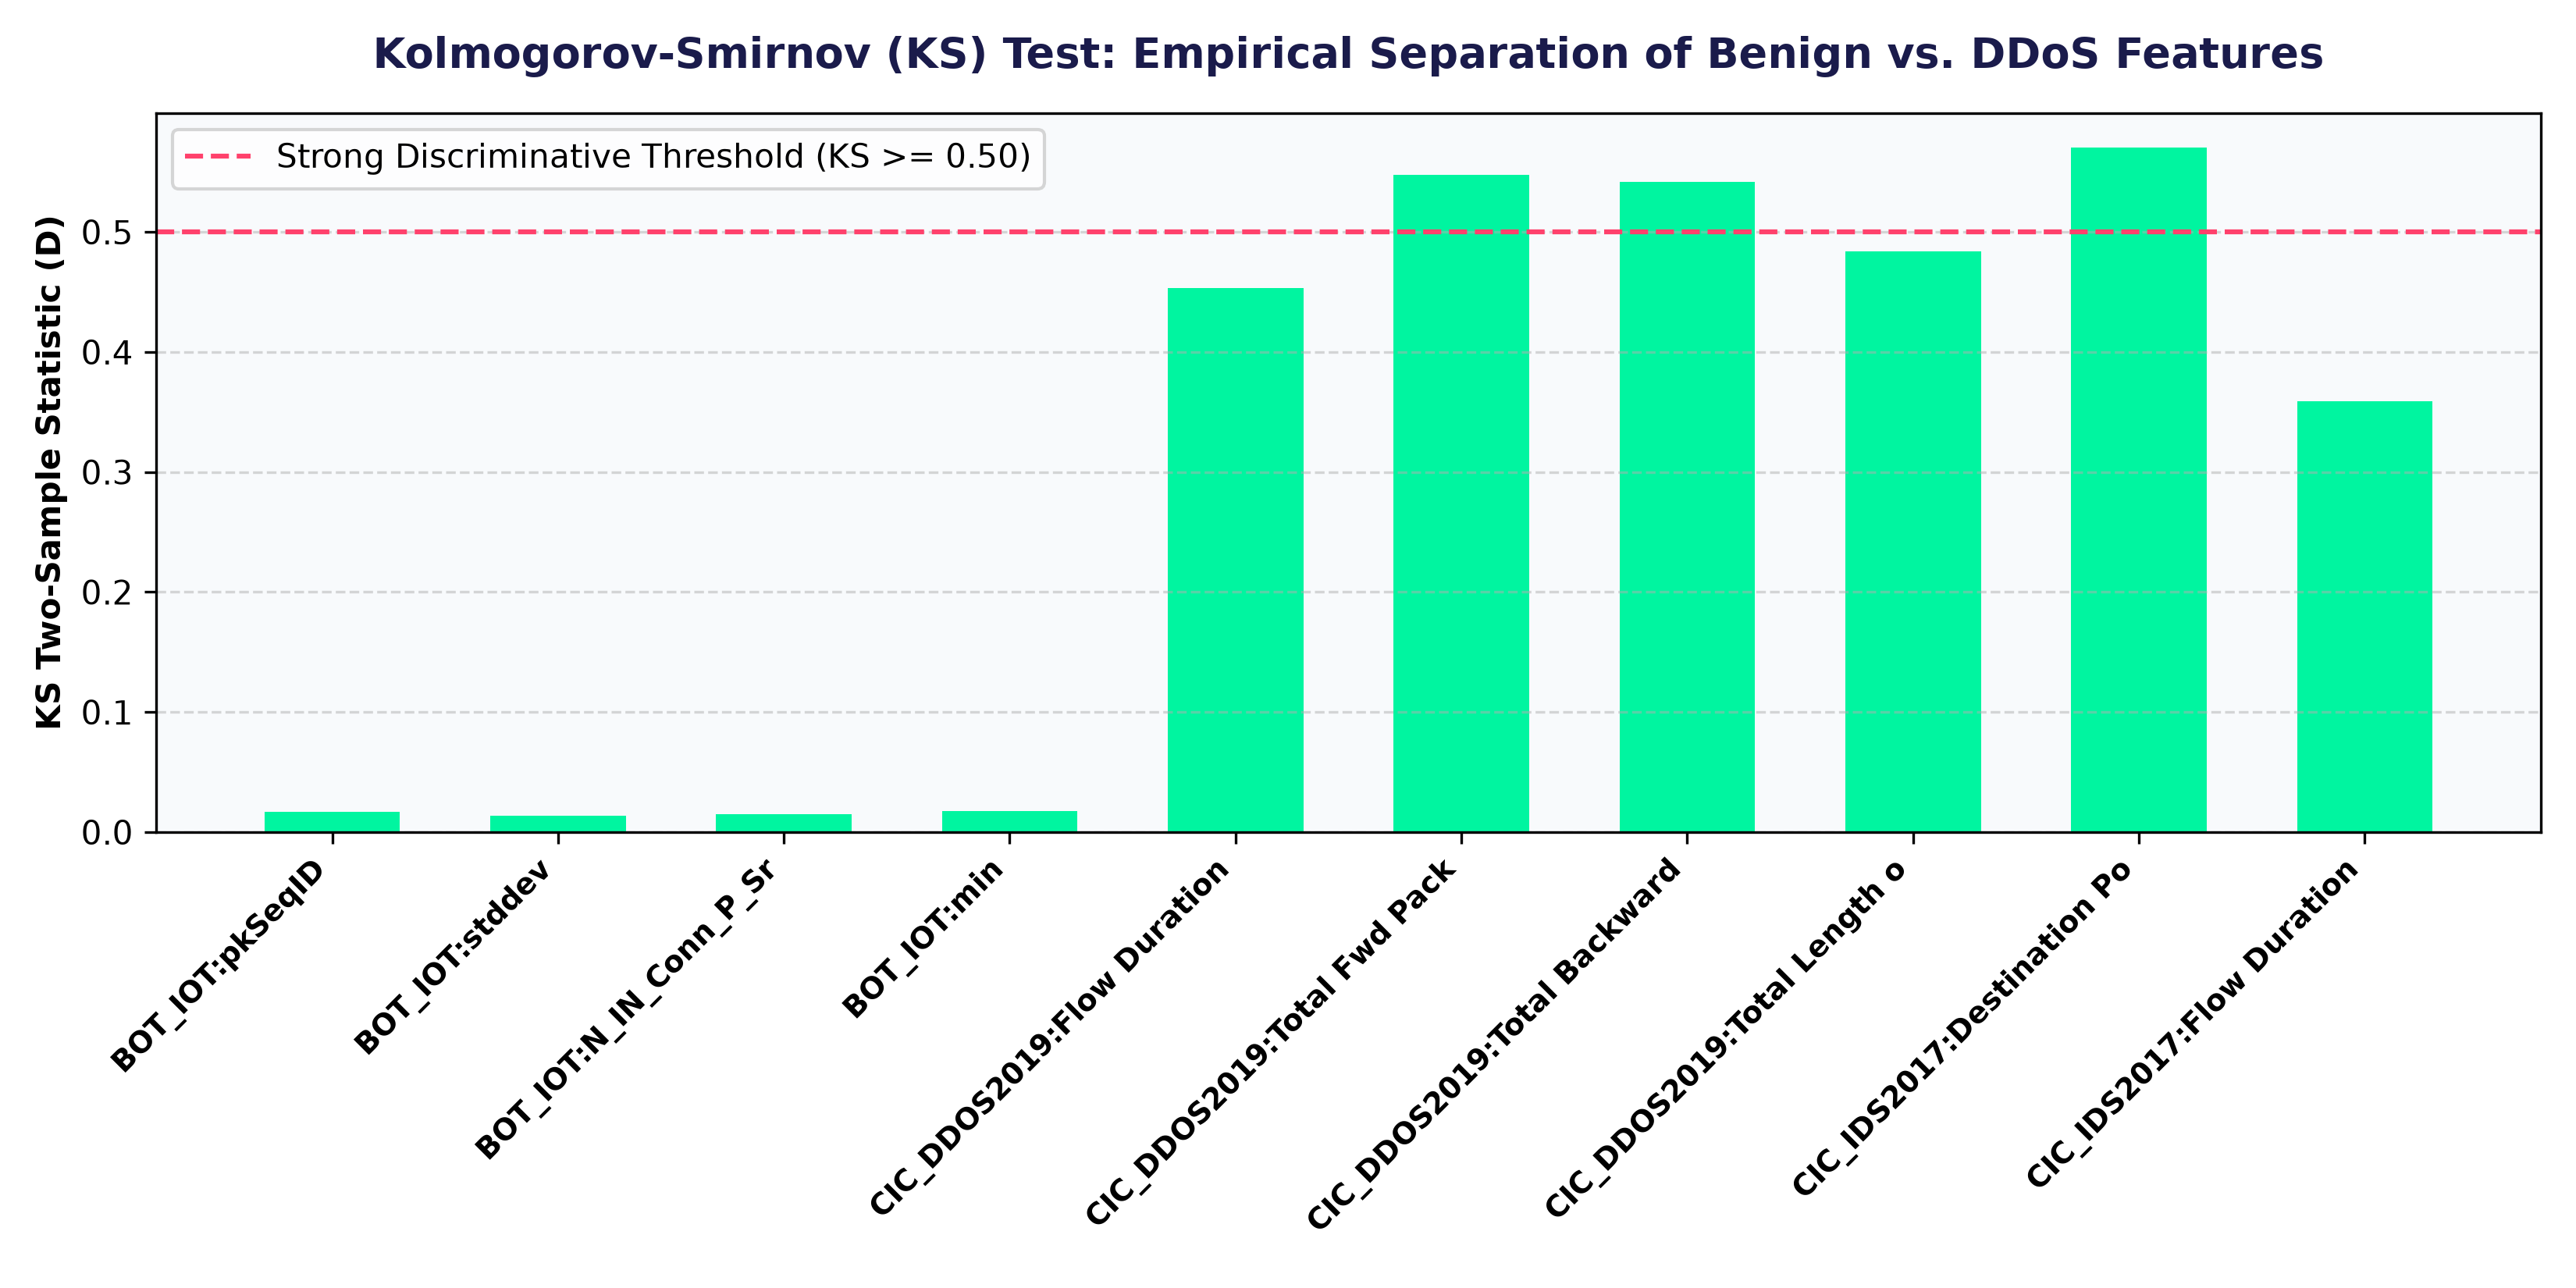 Kolmogorov-Smirnov (KS) Test: Empirical Separation of Benign vs. DDoS Features
Strong Discriminative Threshold (KS >= 0.50)
KS Two-Sample Statistic (D)
0.5
0.4
0.3
0.2
0.1
0.0
BOT_IOT:pkSeqID
BOT_IOT:stddev
BOT_IOT:N_IN_Conn_P_Sr
BOT_IOT:min
CIC_DDOS2019:Flow Duration
CIC_DDOS2019:Total Fwd Pack
CIC_DDOS2019:Total Backward
CIC_DDOS2019:Total Length o
CIC_IDS2017:Destination Po
CIC_IDS2017:Flow Duration